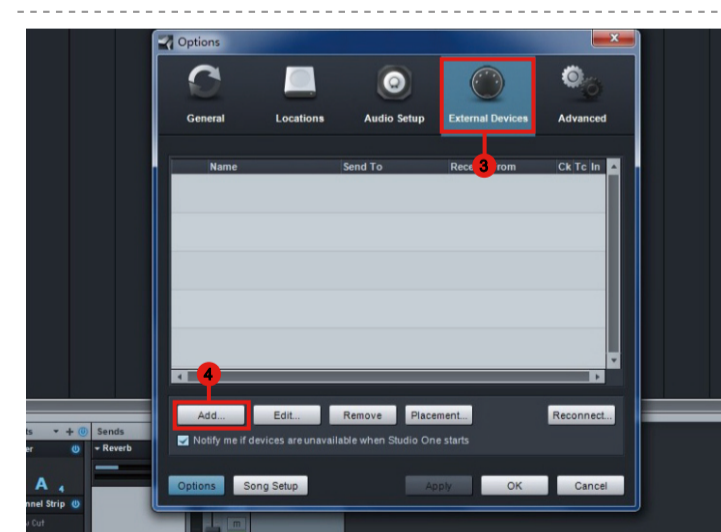 Options
General Locations Audio Setup External Devices Advanced
3
Name Send To Rece rom Ck Tc In
4
Add... Edit... Remove Placement... Reconnect...
Notify me if devices are unavailable when Studio One starts
Sends
Reverb
A 4
nnel Strip
Cut
m
Options Song Setup Apply OK Cancel